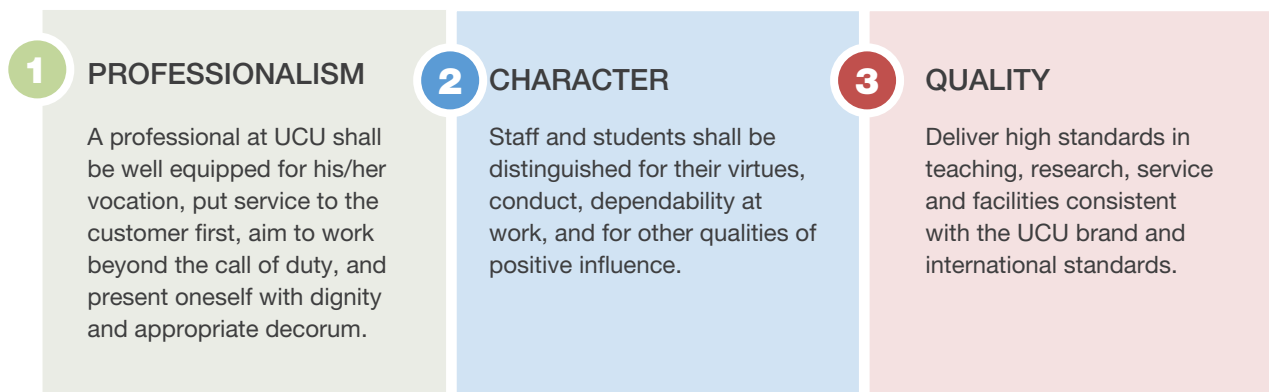 1
PROFESSIONALISM
A professional at UCU shall
be well equipped for his/her
vocation, put service to the
customer first, aim to work
beyond the call of duty, and
present oneself with dignity
and appropriate decorum.
2
CHARACTER
Staff and students shall be
distinguished for their virtues,
conduct, dependability at
work, and for other qualities of
positive influence.
3
QUALITY
Deliver high standards in
teaching, research, service
and facilities consistent
with the UCU brand and
international standards.